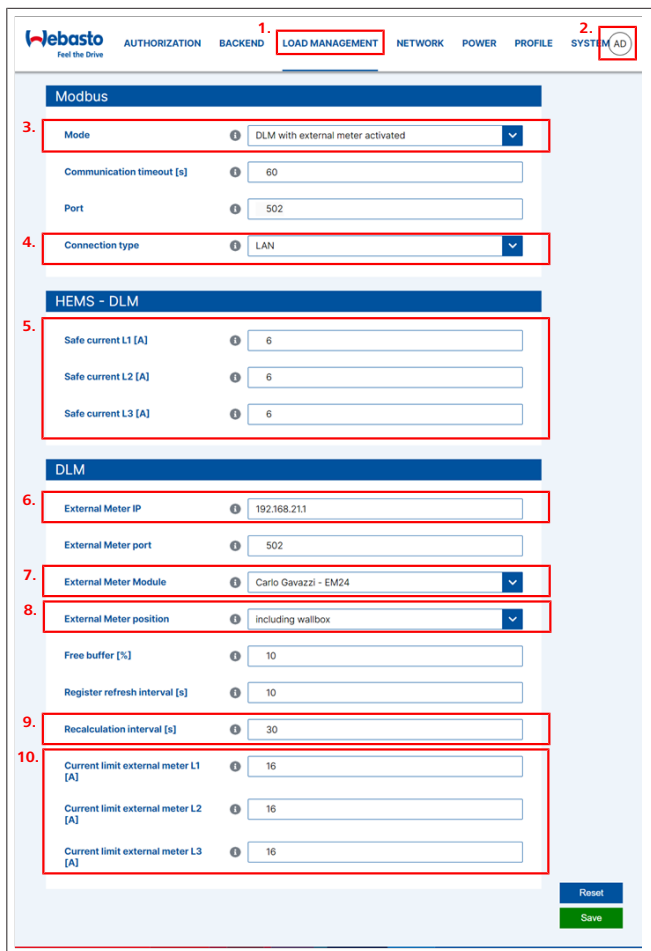 1.
2.
Webasto
Feel the Drive
AUTHORIZATION BACKEND LOAD MANAGEMENT NETWORK POWER PROFILE SYSTEM AD
Modbus
3.
Mode DLM with external meter activated
Communication timeout [s] 60
Port 502
4.
Connection type LAN
HEMS - DLM
5.
Safe current L1 [A] 6
Safe current L2 [A] 6
Safe current L3 [A] 6
DLM
6.
External Meter IP 192.168.21.1
External Meter port 502
7.
External Meter Module Carlo Gavazzi - EM24
8.
External Meter position including wallbox
Free buffer [%] 10
Register refresh interval [s] 10
9.
Recalculation interval [s] 30
10.
Current limit external meter L1 16
[A]
Current limit external meter L2 16
[A]
Current limit external meter L3 16
[A]
Reset
Save